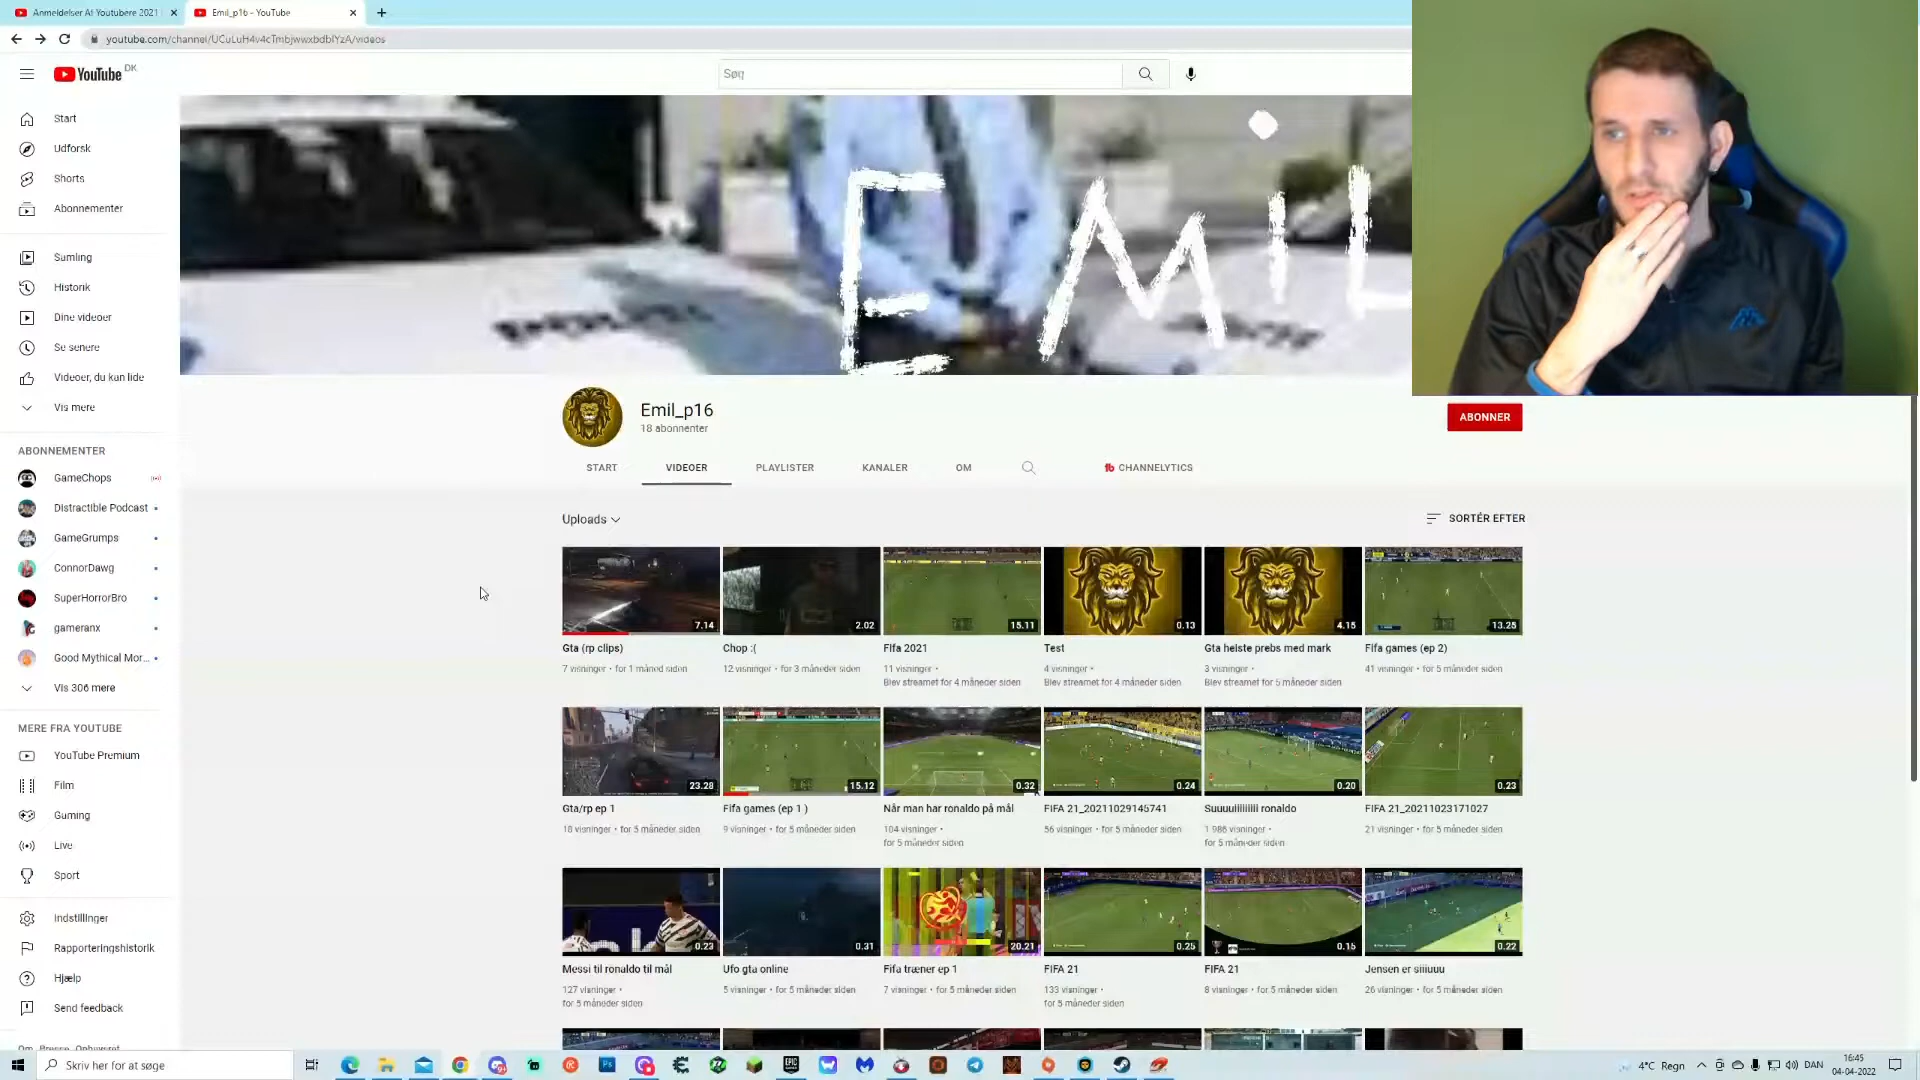 Anmeldelser Af Youtubere 2021
Emil_p16 - YouTube
youtube.com/channel/UCuLuH4v4cTmbjwwxbdblYzA/videos
YouTube DK
Søg
Start
Udforsk
Shorts
Abonnementer
Samling
Historik
Dine videoer
Se senere
Videoer, du kan lide
Vis mere
EMIL
Emil_p16
18 abonnenter
ABONNER
START
VIDEOER
PLAYLISTER
KANALER
OM
CHANNELYTICS
ABONNEMENTER
GameChops
Distractible Podcast
GameGrumps
ConnorDawg
SuperHorrorBro
gameranx
Good Mythical Mor...
Vis 306 mere
Uploads
SORTÉR EFTER
7.14
2.02
15.11
0.13
4.15
13.25
Gta (rp clips)
Chop :(
Fifa 2021
Test
Gta heiste prebs med mark
Fifa games (ep 2)
7 visninger • for 1 måned siden
12 visninger • for 3 måneder siden
11 visninger •
4 visninger •
3 visninger •
41 visninger • for 5 måneder siden
Blev streamet for 4 måneder siden
Blev streamet for 4 måneder siden
Blev streamet for 5 måneder siden
23.28
15.12
0.32
0.24
0.20
0.23
Gta/rp ep 1
Fifa games (ep 1 )
Når man har ronaldo på mål
FIFA 21_20211029145741
Suuuuiiiiiiiii ronaldo
FIFA 21_20211023171027
18 visninger • for 5 måneder siden
9 visninger • for 5 måneder siden
104 visninger •
for 5 måneder siden
56 visninger • for 5 måneder siden
1 986 visninger •
for 5 måneder siden
21 visninger • for 5 måneder siden
0.23
0.31
20.21
0.25
0.15
0.22
Messi til ronaldo til mål
Ufo gta online
Fifa træner ep 1
FIFA 21
FIFA 21
Jensen er siiiuuu
127 visninger •
for 5 måneder siden
5 visninger • for 5 måneder siden
7 visninger • for 5 måneder siden
133 visninger •
for 5 måneder siden
8 visninger • for 5 måneder siden
26 visninger • for 5 måneder siden
MERE FRA YOUTUBE
YouTube Premium
Film
Gaming
Live
Sport
Indstillinger
Rapporteringshistorik
Hjælp
Send feedback
Om Presse Ophavsret
Skriv her for at søge
4°C Regn
DAN
16:45
04-04-2022